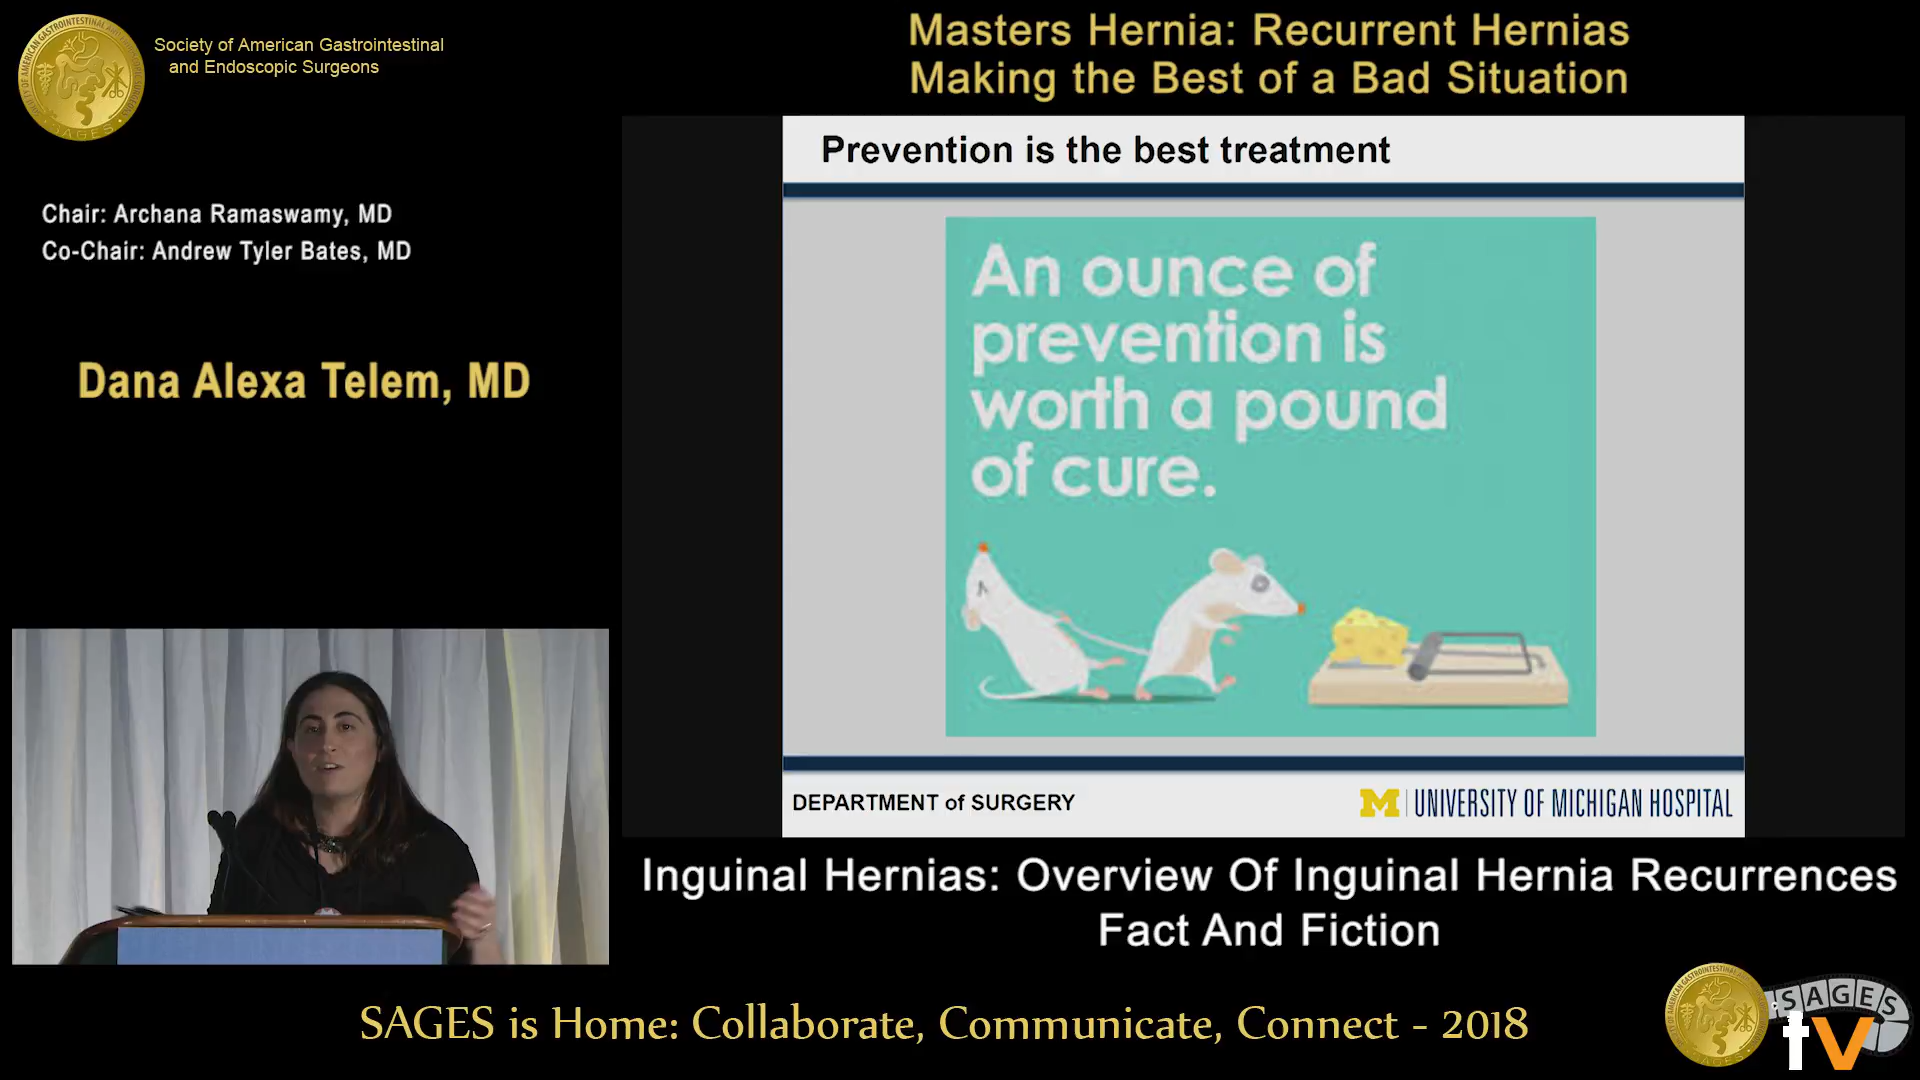 Society of American Gastrointestinal
and Endoscopic Surgeons
Masters Hernia: Recurrent Hernias
Making the Best of a Bad Situation
Chair: Archana Ramaswamy, MD
Co-Chair: Andrew Tyler Bates, MD
Dana Alexa Telem, MD
Prevention is the best treatment
An ounce of
prevention is
worth a pound
of cure.
DEPARTMENT of SURGERY
M UNIVERSITY OF MICHIGAN HOSPITAL
Inguinal Hernias: Overview Of Inguinal Hernia Recurrences
Fact And Fiction
SAGES is Home: Collaborate, Communicate, Connect - 2018
SAGES
tv